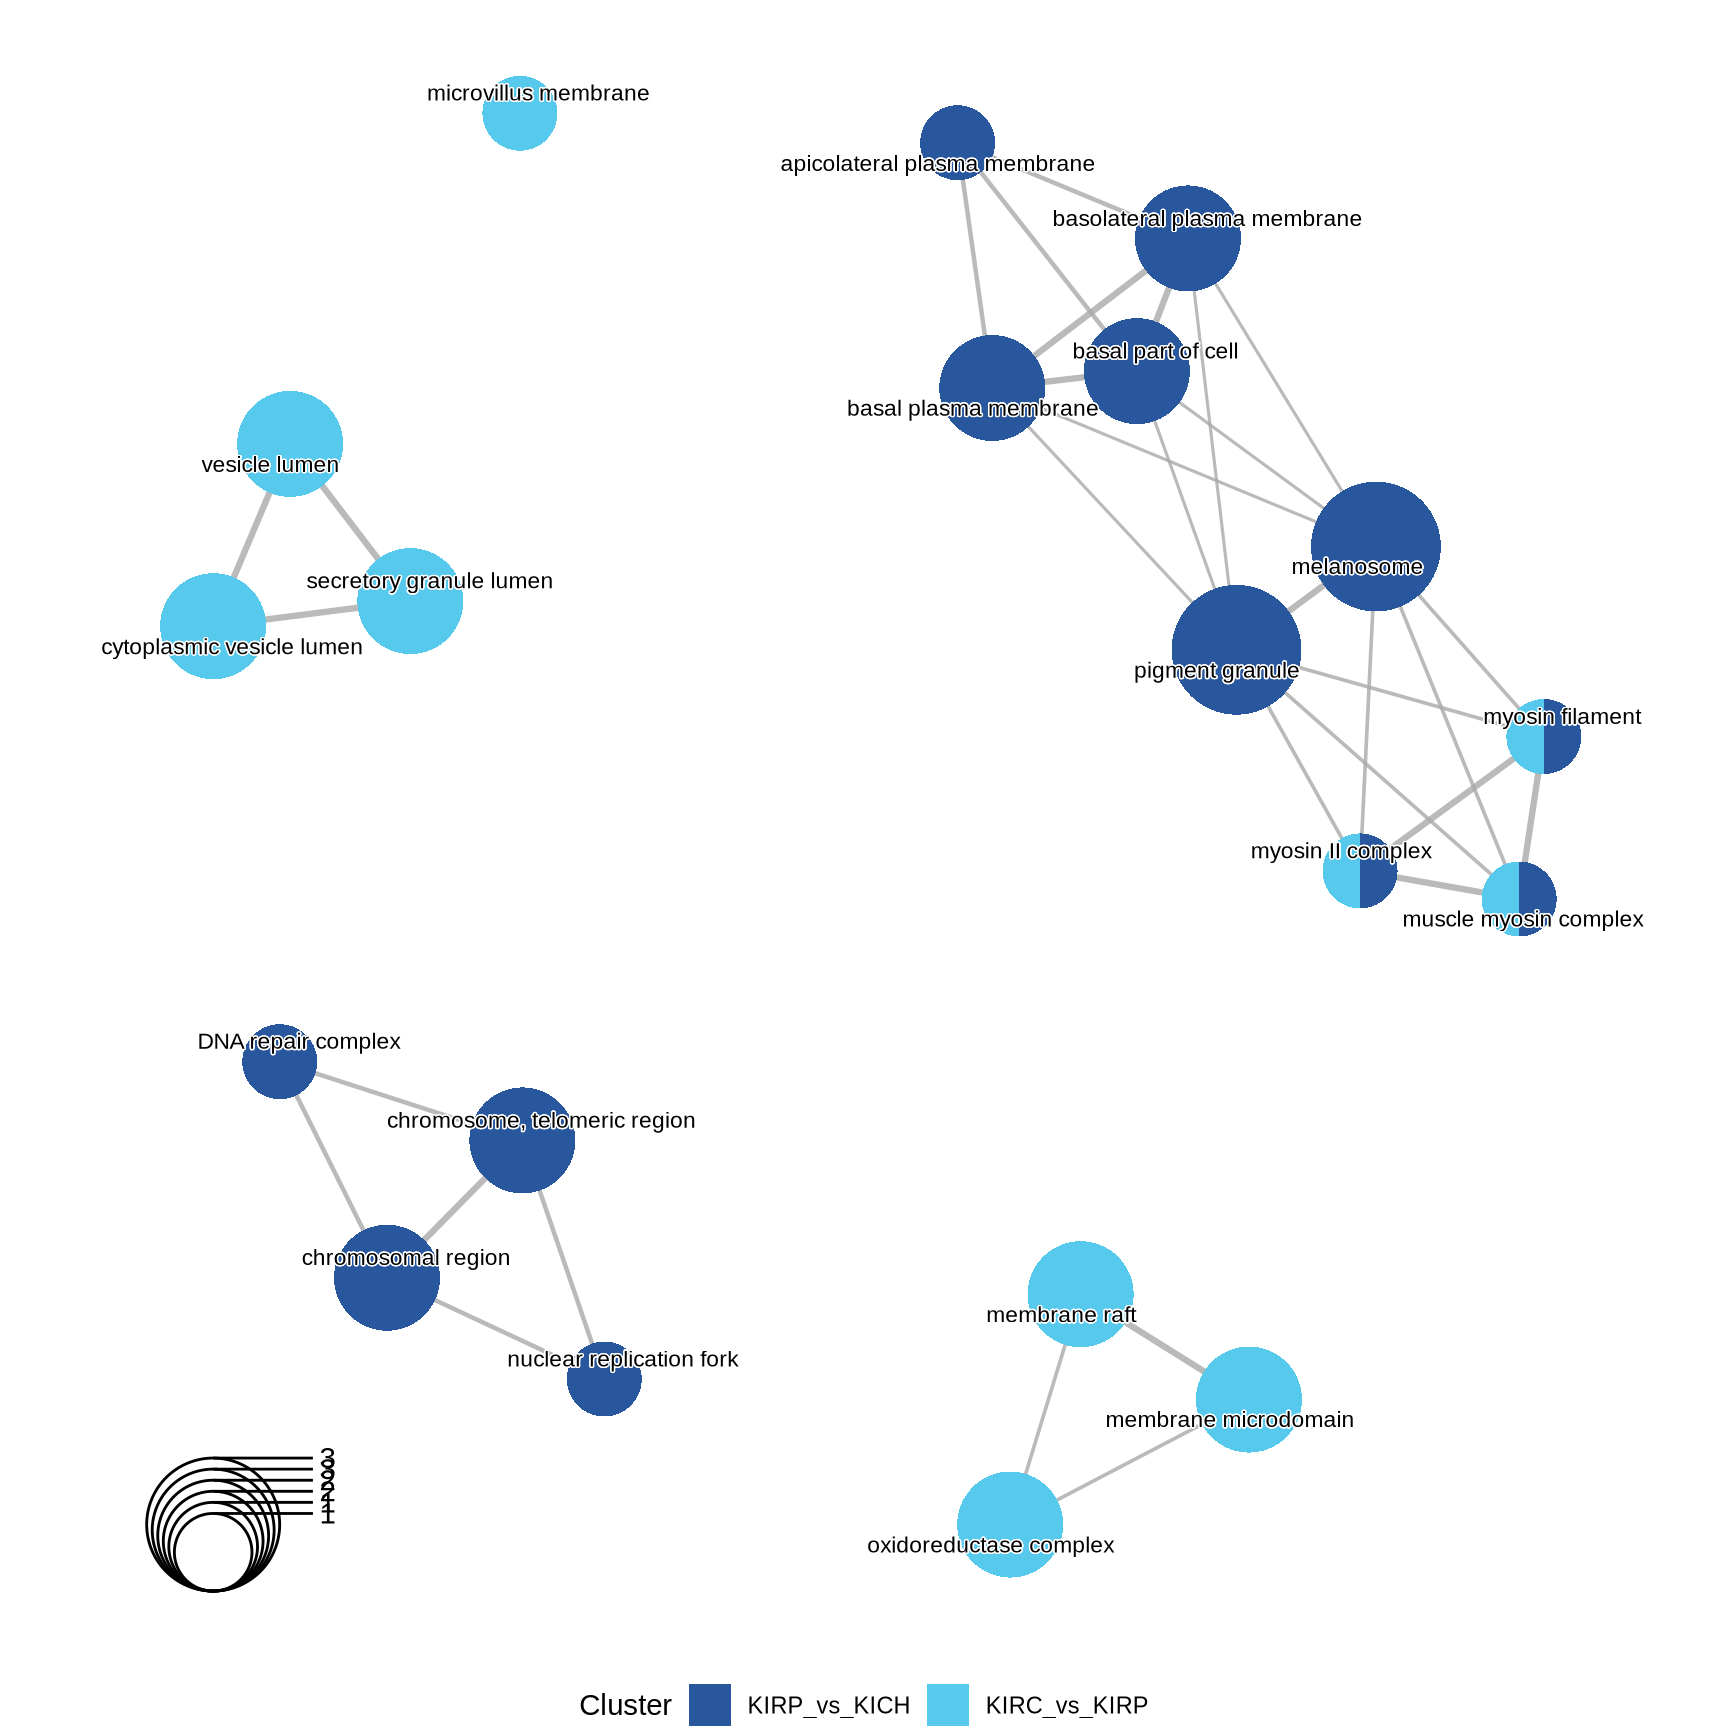 microvillus membrane
apicolateral plasma membrane
basolateral plasma membrane
basal part of cell
basal plasma membrane
vesicle lumen
secretory granule lumen
melanosome
cytoplasmic vesicle lumen
pigment granule
myosin filament
myosin II complex
muscle myosin complex
DNA repair complex
chromosome, telomeric region
chromosomal region
membrane raft
nuclear replication fork
membrane microdomain
3
3
2
2
1
1
oxidoreductase complex
Cluster KIRP_vs_KICH KIRC_vs_KIRP